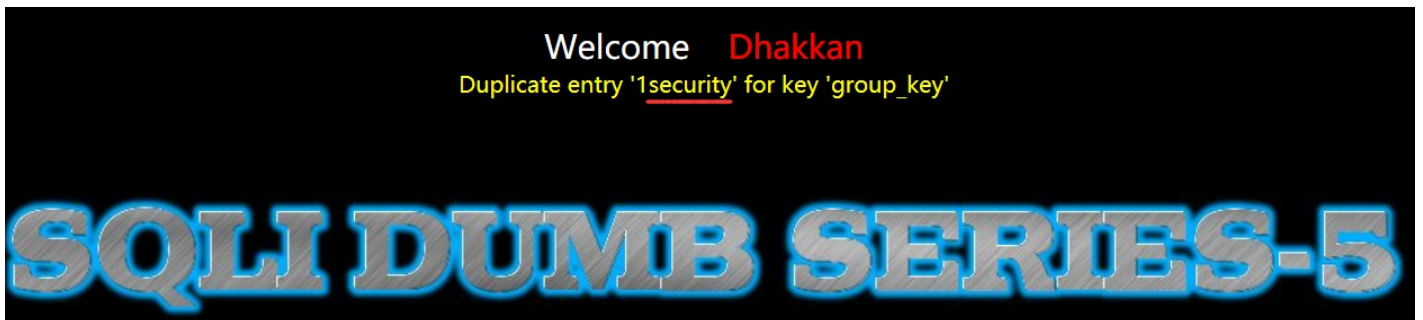 Welcome Dhakkan
Duplicate entry '1security' for key 'group_key'
SQLI DUMB SERIES-5